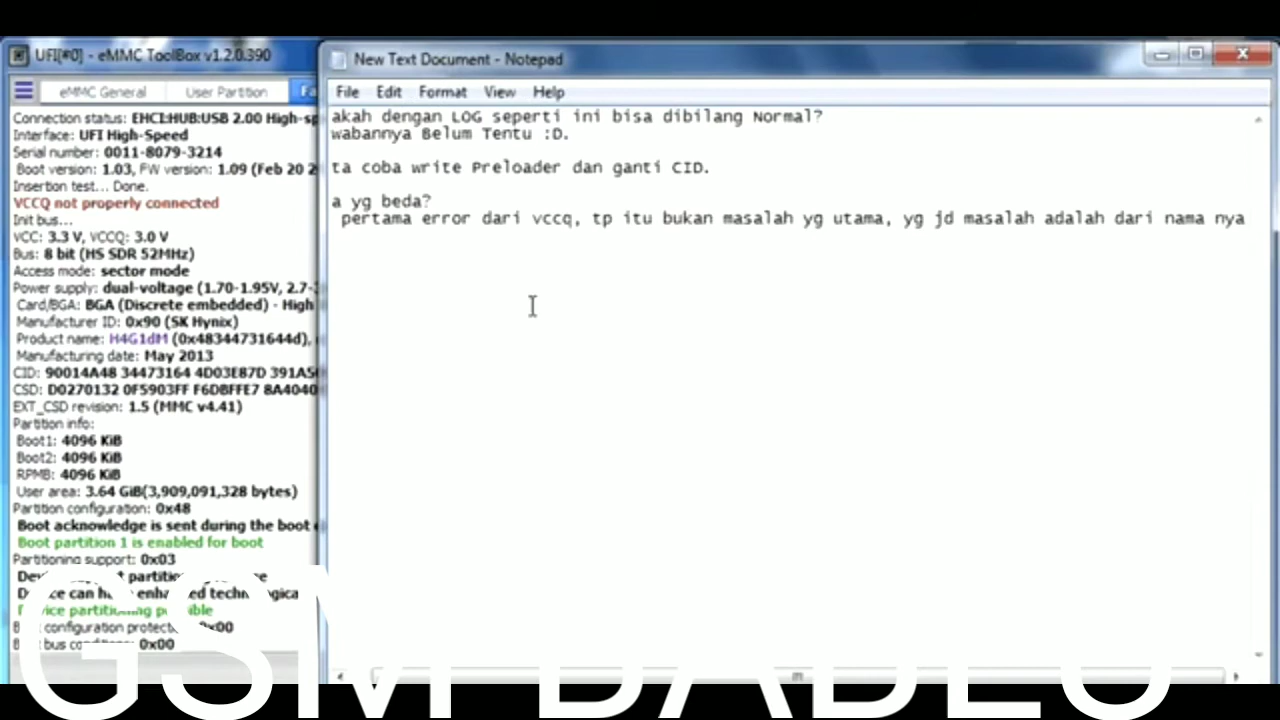 UFI[#0] - eMMC ToolBox v1.2.0.390
eMMC General User Partition
Connection status: EHCI:HUB:USB 2.00 High-sp
Interface: UFI High-Speed
Serial number: 0011-8079-3214
Boot version: 1.03, FW version: 1.09 (Feb 20 2
Insertion test... Done.
VCCQ not properly connected
Init bus...
VCC: 3.3 V, VCCQ: 3.0 V
Bus: 8 bit (HS SDR 52MHz)
Access mode: sector mode
Power supply: dual-voltage (1.70-1.95V, 2.7-
Card/BGA: BGA (Discrete embedded) - High
Manufacturer ID: 0x90 (SK Hynix)
Product name: H4G1dM (0x48344731644d),
Manufacturing date: May 2013
CID: 90014A48 34473164 4D03E87D 391A5
CSD: D0270132 0F5903FF F6DBFFE7 8A4040
EXT_CSD revision: 1.5 (MMC v4.41)
Partition info:
Boot1: 4096 KiB
Boot2: 4096 KiB
RPMB: 4096 KiB
User area: 3.64 GiB(3,909,091,328 bytes)
Partition configuration: 0x48
Boot acknowledge is sent during the boot
Boot partition 1 is enabled for boot
Partitioning support: 0x03
New Text Document - Notepad
File Edit Format View Help
akah dengan LOG seperti ini bisa dibilang Normal?
wabannya Belum Tentu :D.
ta coba write Preloader dan ganti CID.
a yg beda?
pertama error dari vccq, tp itu bukan masalah yg utama, yg jd masalah adalah dari nama nya